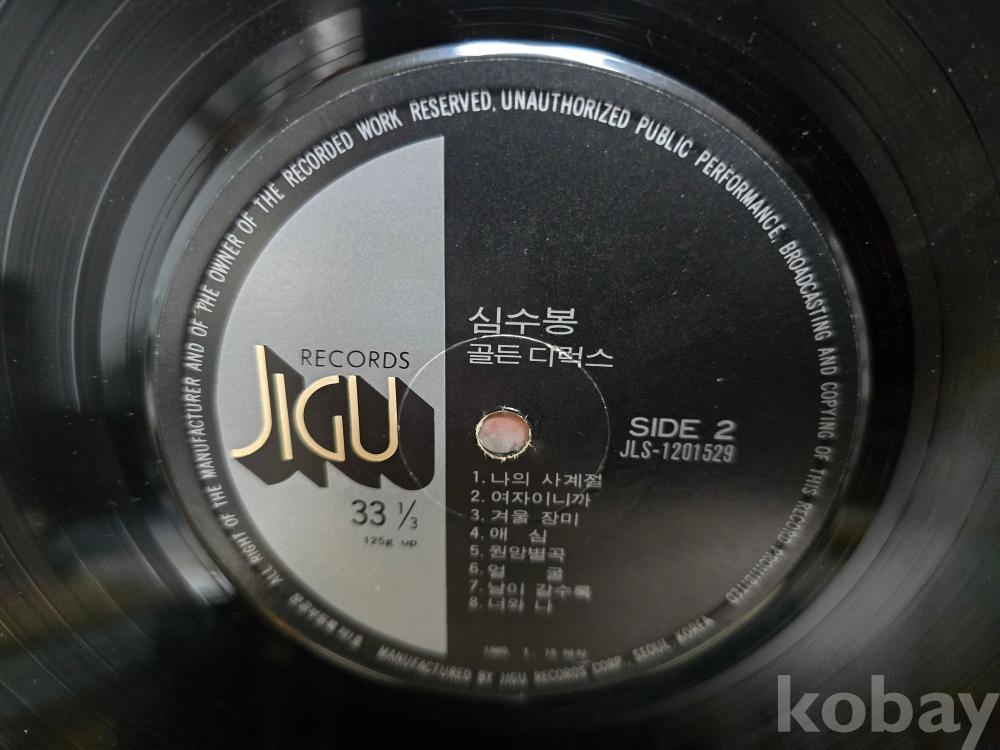 ALL RIGHT OF THE MANUFACTURER AND OF THE OWNER OF THE RECORDED WORK RESERVED. UNAUTHORIZED PUBLIC PERFORMANCE, BROADCASTING AND COPYING OF THIS RECORD PROHIBITED
RECORDS
JIGU
33 1/3
125g UP
심수봉
골든 디럭스
SIDE 2
JLS-1201529
1. 나의 사계절
2. 여자이니까
3. 겨울 장미
4. 애 심
5. 원암별곡
6. 얼 굴
7. 날이 갈수록
8. 너와 나
MANUFACTURED BY JIGU RECORDS CORP., SEOUL KOREA
kobay